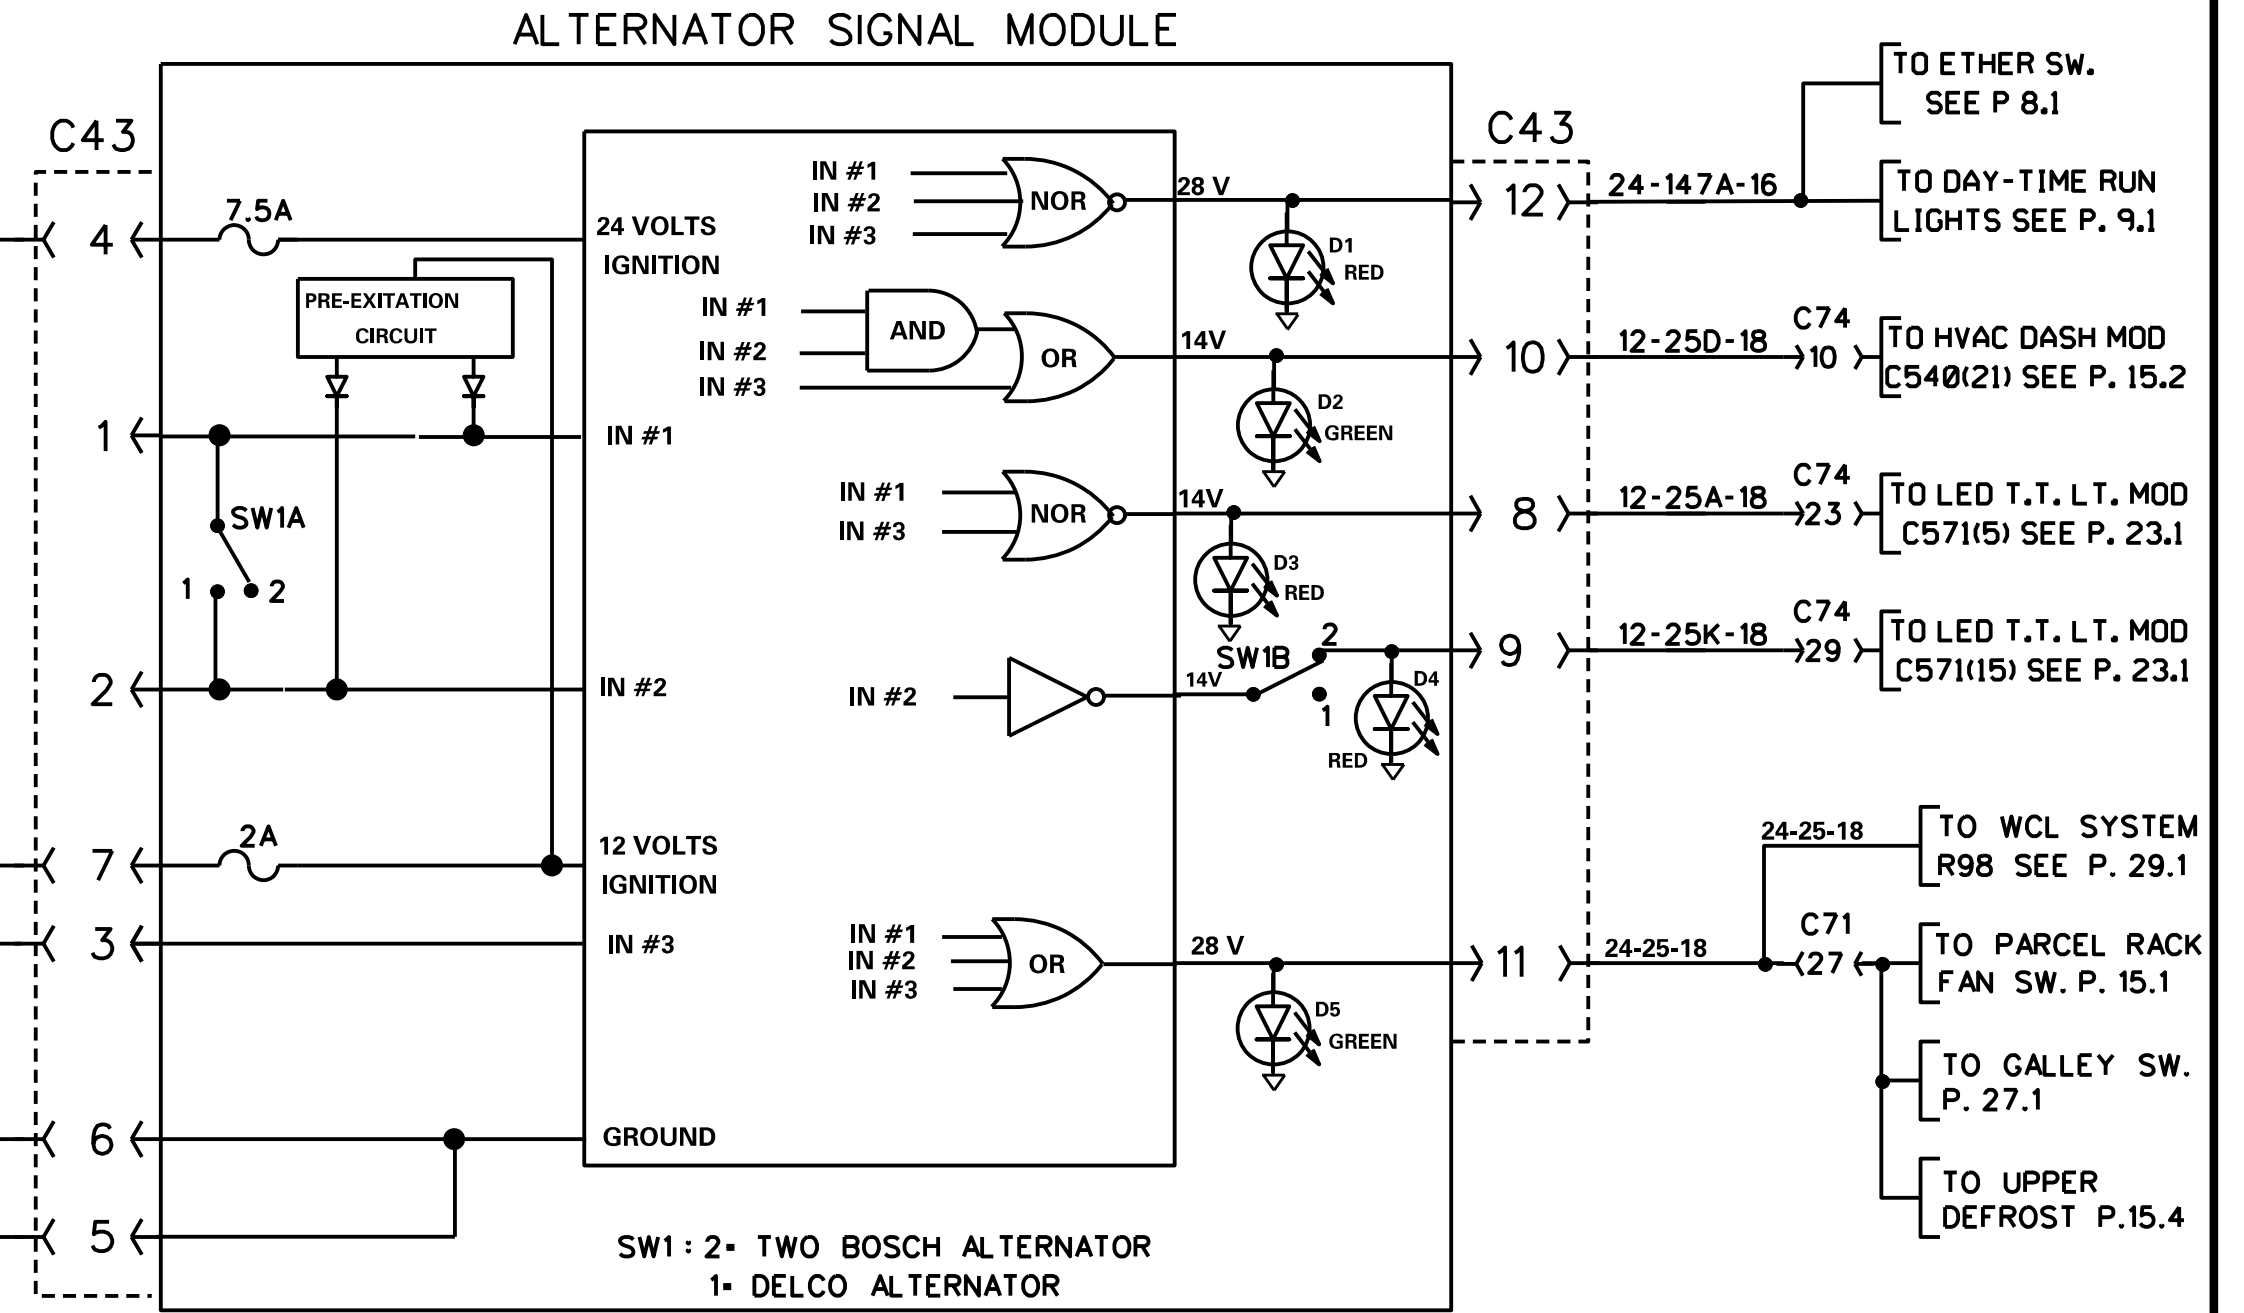 ALTERNATOR SIGNAL MODULE
C43
4
7.5A
PRE-EXITATION
CIRCUIT
1
SW1A
1
2
2
7
2A
3
6
5
24 VOLTS
IGNITION
IN #1
IN #2
12 VOLTS
IGNITION
IN #3
GROUND
IN #1
IN #2
IN #3
NOR
28 V
D1
RED
IN #1
IN #2
IN #3
AND
OR
14V
D2
GREEN
IN #1
IN #3
NOR
14V
D3
RED
IN #2
14V
SW1B
2
1
D4
RED
IN #1
IN #2
IN #3
OR
28 V
D5
GREEN
SW1 : 2- TWO BOSCH ALTERNATOR
1- DELCO ALTERNATOR
C43
12
24-147A-16
TO ETHER SW.
SEE P 8.1
TO DAY-TIME RUN
LIGHTS SEE P. 9.1
10
12-25D-18
C74
10
TO HVAC DASH MOD
C540(21) SEE P. 15.2
8
12-25A-18
C74
23
TO LED T.T. LT. MOD
C571(5) SEE P. 23.1
9
12-25K-18
C74
29
TO LED T.T. LT. MOD
C571(15) SEE P. 23.1
11
24-25-18
24-25-18
TO WCL SYSTEM
R98 SEE P. 29.1
C71
27
TO PARCEL RACK
FAN SW. P. 15.1
TO GALLEY SW.
P. 27.1
TO UPPER
DEFROST P.15.4